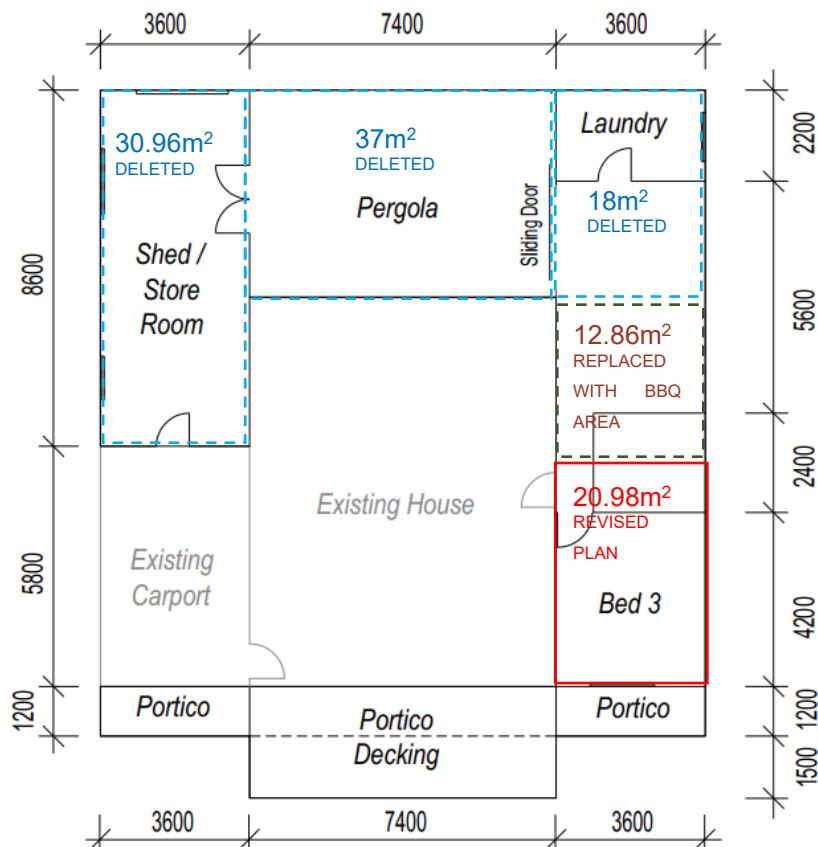 3600 7400 3600
30.96m²
DELETED
37m²
DELETED
Pergola
Laundry
18m²
DELETED
Sliding Door
Shed /
Store
Room
12.86m²
REPLACED
WITH BBQ
AREA
20.98m²
REVISED
PLAN
Bed 3
Existing House
Existing
Carport
Portico
Portico
Decking
Portico
8600
5800
1200
2200
5600
2400
4200
1200
1500
3600 7400 3600